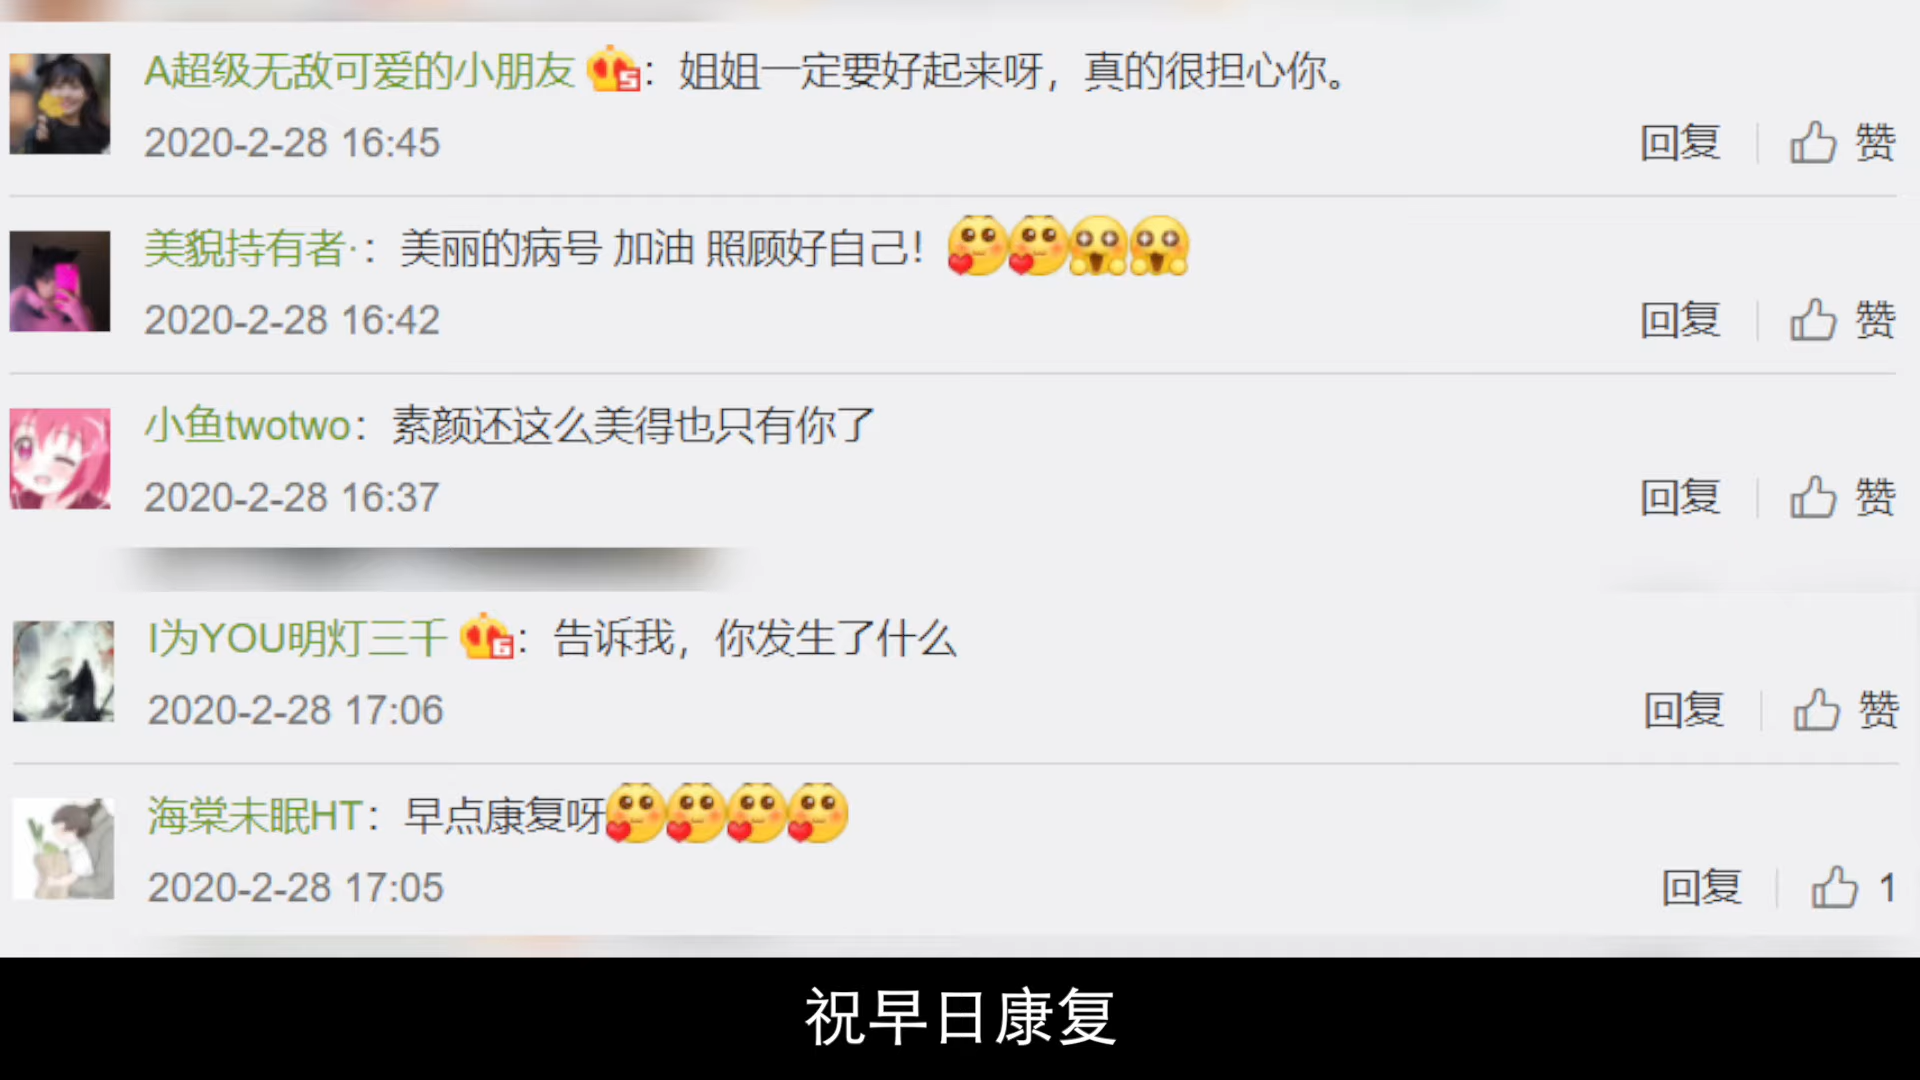 A超级无敌可爱的小朋友 5：姐姐一定要好起来呀，真的很担心你。
2020-2-28 16:45
回复 赞
美貌持有者·：美丽的病号 加油 照顾好自己！
2020-2-28 16:42
回复 赞
小鱼twotwo：素颜还这么美得也只有你了
2020-2-28 16:37
回复 赞
I为YOU明灯三千 6：告诉我，你发生了什么
2020-2-28 17:06
回复 赞
海棠未眠HT：早点康复呀
2020-2-28 17:05
回复 1
祝早日康复